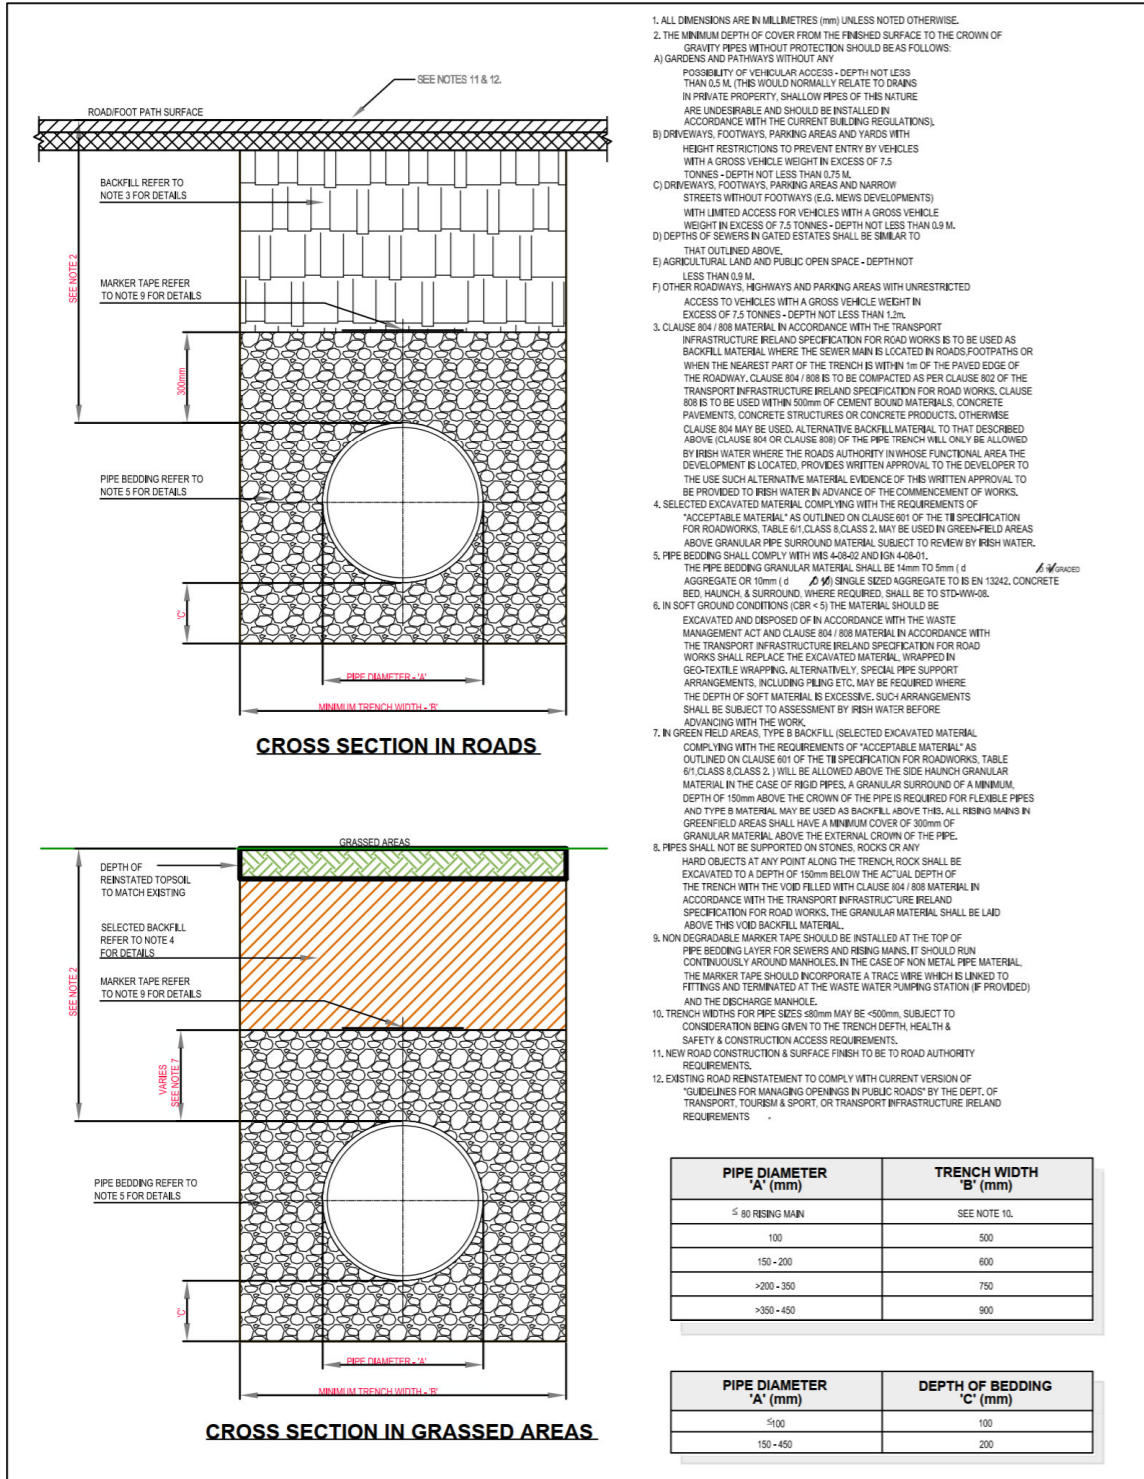 SEE NOTES 11 & 12.
ROAD/FOOT PATH SURFACE
BACKFILL REFER TO
NOTE 3 FOR DETAILS
SEE NOTE 2
MARKER TAPE REFER
TO NOTE 9 FOR DETAILS
300mm
PIPE BEDDING REFER TO
NOTE 5 FOR DETAILS
'C'
PIPE DIAMETER - 'A'
MINIMUM TRENCH WIDTH - 'B'
CROSS SECTION IN ROADS
GRASSED AREAS
DEPTH OF
REINSTATED TOPSOIL
TO MATCH EXISTING
SELECTED BACKFILL
REFER TO NOTE 4
FOR DETAILS
SEE NOTE 2
MARKER TAPE REFER
TO NOTE 9 FOR DETAILS
VARIES
SEE NOTE 7
PIPE BEDDING REFER TO
NOTE 5 FOR DETAILS
'C'
PIPE DIAMETER - 'A'
MINIMUM TRENCH WIDTH - 'B'
CROSS SECTION IN GRASSED AREAS
1. ALL DIMENSIONS ARE IN MILLIMETRES (mm) UNLESS NOTED OTHERWISE.
2. THE MINIMUM DEPTH OF COVER FROM THE FINISHED SURFACE TO THE CROWN OF
GRAVITY PIPES WITHOUT PROTECTION SHOULD BE AS FOLLOWS:
A) GARDENS AND PATHWAYS WITHOUT ANY
POSSIBILITY OF VEHICULAR ACCESS - DEPTH NOT LESS
THAN 0.5 M. (THIS WOULD NORMALLY RELATE TO DRAINS
IN PRIVATE PROPERTY, SHALLOW PIPES OF THIS NATURE
ARE UNDESIRABLE AND SHOULD BE INSTALLED IN
ACCORDANCE WITH THE CURRENT BUILDING REGULATIONS).
B) DRIVEWAYS, FOOTWAYS, PARKING AREAS AND YARDS WITH
HEIGHT RESTRICTIONS TO PREVENT ENTRY BY VEHICLES
WITH A GROSS VEHICLE WEIGHT IN EXCESS OF 7.5
TONNES - DEPTH NOT LESS THAN 0.75 M.
C) DRIVEWAYS, FOOTWAYS, PARKING AREAS AND NARROW
STREETS WITHOUT FOOTWAYS (E.G. MEWS DEVELOPMENTS)
WITH LIMITED ACCESS FOR VEHICLES WITH A GROSS VEHICLE
WEIGHT IN EXCESS OF 7.5 TONNES - DEPTH NOT LESS THAN 0.9 M.
D) DEPTHS OF SEWERS IN GATED ESTATES SHALL BE SIMILAR TO
THAT OUTLINED ABOVE.
E) AGRICULTURAL LAND AND PUBLIC OPEN SPACE - DEPTH NOT
LESS THAN 0.9 M.
F) OTHER ROADWAYS, HIGHWAYS AND PARKING AREAS WITH UNRESTRICTED
ACCESS TO VEHICLES WITH A GROSS VEHICLE WEIGHT IN
EXCESS OF 7.5 TONNES - DEPTH NOT LESS THAN 1.2m.
3. CLAUSE 804 / 808 MATERIAL IN ACCORDANCE WITH THE TRANSPORT
INFRASTRUCTURE IRELAND SPECIFICATION FOR ROAD WORKS IS TO BE USED AS
BACKFILL MATERIAL WHERE THE SEWER MAIN IS LOCATED IN ROADS,FOOTPATHS OR
WHEN THE NEAREST PART OF THE TRENCH IS WITHIN 1m OF THE PAVED EDGE OF
THE ROADWAY. CLAUSE 804 / 808 IS TO BE COMPACTED AS PER CLAUSE 802 OF THE
TRANSPORT INFRASTRUCTURE IRELAND SPECIFICATION FOR ROAD WORKS. CLAUSE
808 IS TO BE USED WITHIN 500mm OF CEMENT BOUND MATERIALS, CONCRETE
PAVEMENTS, CONCRETE STRUCTURES OR CONCRETE PRODUCTS. OTHERWISE
CLAUSE 804 MAY BE USED. ALTERNATIVE BACKFILL MATERIAL TO THAT DESCRIBED
ABOVE (CLAUSE 804 OR CLAUSE 808) OF THE PIPE TRENCH WILL ONLY BE ALLOWED
BY IRISH WATER WHERE THE ROADS AUTHORITY IN WHOSE FUNCTIONAL AREA THE
DEVELOPMENT IS LOCATED, PROVIDES WRITTEN APPROVAL TO THE DEVELOPER TO
THE USE SUCH ALTERNATIVE MATERIAL EVIDENCE OF THIS WRITTEN APPROVAL TO
BE PROVIDED TO IRISH WATER IN ADVANCE OF THE COMMENCEMENT OF WORKS.
4. SELECTED EXCAVATED MATERIAL COMPLYING WITH THE REQUIREMENTS OF
"ACCEPTABLE MATERIAL" AS OUTLINED ON CLAUSE 601 OF THE TII SPECIFICATION
FOR ROADWORKS, TABLE 6/1,CLASS 8,CLASS 2. MAY BE USED IN GREEN-FIELD AREAS
ABOVE GRANULAR PIPE SURROUND MATERIAL SUBJECT TO REVIEW BY IRISH WATER.
5. PIPE BEDDING SHALL COMPLY WITH WIS 4-08-02 AND IGN 4-08-01.
THE PIPE BEDDING GRANULAR MATERIAL SHALL BE 14mm TO 5mm ( d GRADED
AGGREGATE OR 10mm ( d SINGLE SIZED AGGREGATE TO IS EN 13242. CONCRETE
BED, HAUNCH, & SURROUND, WHERE REQUIRED, SHALL BE TO STD-WW-08.
6. IN SOFT GROUND CONDITIONS (CBR < 5) THE MATERIAL SHOULD BE
EXCAVATED AND DISPOSED OF IN ACCORDANCE WITH THE WASTE
MANAGEMENT ACT AND CLAUSE 804 / 808 MATERIAL IN ACCORDANCE WITH
THE TRANSPORT INFRASTRUCTURE IRELAND SPECIFICATION FOR ROAD
WORKS SHALL REPLACE THE EXCAVATED MATERIAL, WRAPPED IN
GEO-TEXTILE WRAPPING. ALTERNATIVELY, SPECIAL PIPE SUPPORT
ARRANGEMENTS, INCLUDING PILING ETC. MAY BE REQUIRED WHERE
THE DEPTH OF SOFT MATERIAL IS EXCESSIVE. SUCH ARRANGEMENTS
SHALL BE SUBJECT TO ASSESSMENT BY IRISH WATER BEFORE
ADVANCING WITH THE WORK.
7. IN GREEN FIELD AREAS, TYPE B BACKFILL (SELECTED EXCAVATED MATERIAL
COMPLYING WITH THE REQUIREMENTS OF "ACCEPTABLE MATERIAL" AS
OUTLINED ON CLAUSE 601 OF THE TII SPECIFICATION FOR ROADWORKS, TABLE
6/1,CLASS 8,CLASS 2. ) WILL BE ALLOWED ABOVE THE SIDE HAUNCH GRANULAR
MATERIAL IN THE CASE OF RIGID PIPES. A GRANULAR SURROUND OF A MINIMUM,
DEPTH OF 150mm ABOVE THE CROWN OF THE PIPE IS REQUIRED FOR FLEXIBLE PIPES
AND TYPE B MATERIAL MAY BE USED AS BACKFILL ABOVE THIS. ALL RISING MAINS IN
GREENFIELD AREAS SHALL HAVE A MINIMUM COVER OF 300mm OF
GRANULAR MATERIAL ABOVE THE EXTERNAL CROWN OF THE PIPE.
8. PIPES SHALL NOT BE SUPPORTED ON STONES, ROCKS OR ANY
HARD OBJECTS AT ANY POINT ALONG THE TRENCH, ROCK SHALL BE
EXCAVATED TO A DEPTH OF 150mm BELOW THE ACTUAL DEPTH OF
THE TRENCH WITH THE VOID FILLED WITH CLAUSE 804 / 808 MATERIAL IN
ACCORDANCE WITH THE TRANSPORT INFRASTRUCTURE IRELAND
SPECIFICATION FOR ROAD WORKS. THE GRANULAR MATERIAL SHALL BE LAID
ABOVE THIS VOID BACKFILL MATERIAL.
9. NON DEGRADABLE MARKER TAPE SHOULD BE INSTALLED AT THE TOP OF
PIPE BEDDING LAYER FOR SEWERS AND RISING MAINS. IT SHOULD RUN
CONTINUOUSLY AROUND MANHOLES. IN THE CASE OF NON METAL PIPE MATERIAL,
THE MARKER TAPE SHOULD INCORPORATE A TRACE WIRE WHICH IS LINKED TO
FITTINGS AND TERMINATED AT THE WASTE WATER PUMPING STATION (IF PROVIDED)
AND THE DISCHARGE MANHOLE.
10. TRENCH WIDTHS FOR PIPE SIZES ≤80mm MAY BE <500mm, SUBJECT TO
CONSIDERATION BEING GIVEN TO THE TRENCH DEPTH, HEALTH &
SAFETY & CONSTRUCTION ACCESS REQUIREMENTS.
11. NEW ROAD CONSTRUCTION & SURFACE FINISH TO BE TO ROAD AUTHORITY
REQUIREMENTS.
12. EXISTING ROAD REINSTATEMENT TO COMPLY WITH CURRENT VERSION OF
"GUIDELINES FOR MANAGING OPENINGS IN PUBLIC ROADS" BY THE DEPT. OF
TRANSPORT, TOURISM & SPORT, OR TRANSPORT INFRASTRUCTURE IRELAND
REQUIREMENTS
PIPE DIAMETER 'A' (mm) TRENCH WIDTH 'B' (mm)
≤ 80 RISING MAIN SEE NOTE 10.
100 500
150 - 200 600
>200 - 350 750
>350 - 450 900
PIPE DIAMETER 'A' (mm) DEPTH OF BEDDING 'C' (mm)
≤100 100
150 - 450 200